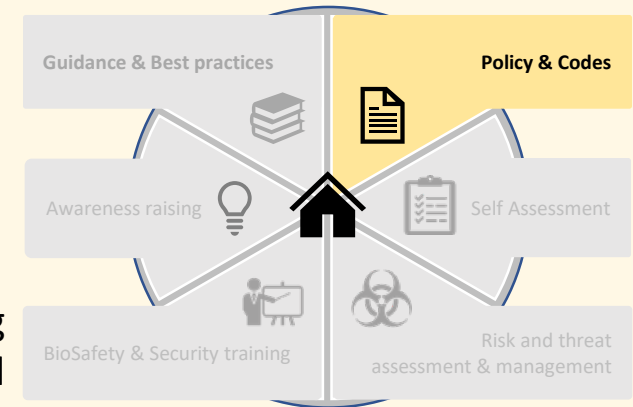 Guidance & Best practices
Policy & Codes
Awareness raising
Self Assessment
BioSafety & Security training
Risk and threat
assessment & management